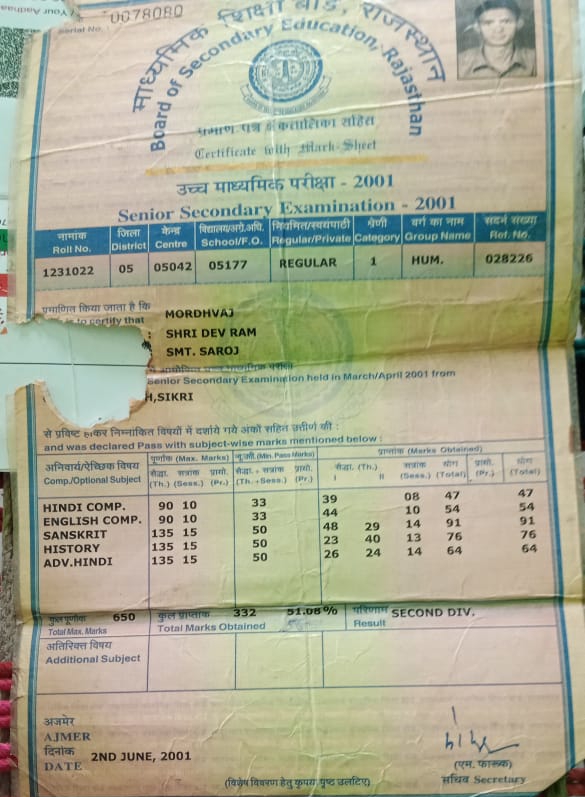 Your Aadhaa
Serial No.
0078080
माध्यमिक शिक्षा बोर्ड, राजस्थान
Board of Secondary Education, Rajasthan
प्रमाण पत्र अंकतालिका सहित
Certificate with Mark-Sheet
उच्च माध्यमिक परीक्षा - 2001
Senior Secondary Examination - 2001
नामांक जिला केन्द्र विद्यालय/अग्रे.अधि. नियमित/स्वयंपाठी श्रेणी वर्ग का नाम सदर्भ संख्या
Roll No. District Centre School/F.O. Regular/Private Category Group Name Ref. No.
1231022 05 05042 05177 REGULAR 1 HUM. 028226
प्रमाणित किया जाता है कि
is to certify that MORDHVAJ
: SHRI DEV RAM
SMT. SAROJ
Senior Secondary Examination held in March/April 2001 from
H,SIKRI
से प्रविष्ट होकर निम्नांकित विषयों में दर्शाये गये अंकों सहित उत्तीर्ण की :
and was declared Pass with subject-wise marks mentioned below :
अनिवार्य/ऐच्छिक विषय पूर्णांक (Max. Marks) न्यू.उर्त्ती. (Min. Pass Marks) प्राप्तांक (Marks Obtained)
सैद्धा. सत्रांक प्रायो. सैद्धा. + सत्रांक प्रायो. सैद्धा. (Th.) सत्रांक योग प्रायो. योग
Comp./Optional Subject (Th.) (Sess.) (Pr.) (Th.+Sess.) (Pr.) I II (Sess.) (Total) (Pr.) (Total)
HINDI COMP. 90 10 33 39 08 47 47
ENGLISH COMP. 90 10 33 44 10 54 54
SANSKRIT 135 15 50 48 29 14 91 91
HISTORY 135 15 50 23 40 13 76 76
ADV.HINDI 135 15 50 26 24 14 64 64
कुल पूर्णांक 650 कुल प्राप्तांक 332 51.08% परिणाम SECOND DIV.
Total Max. Marks Total Marks Obtained Result
अतिरिक्त विषय
Additional Subject
अजमेर
AJMER
दिनांक
DATE 2ND JUNE, 2001
(एम. फारूक)
सचिव Secretary
(विशेष विवरण हेतु कृपया पृष्ठ उलटिए)